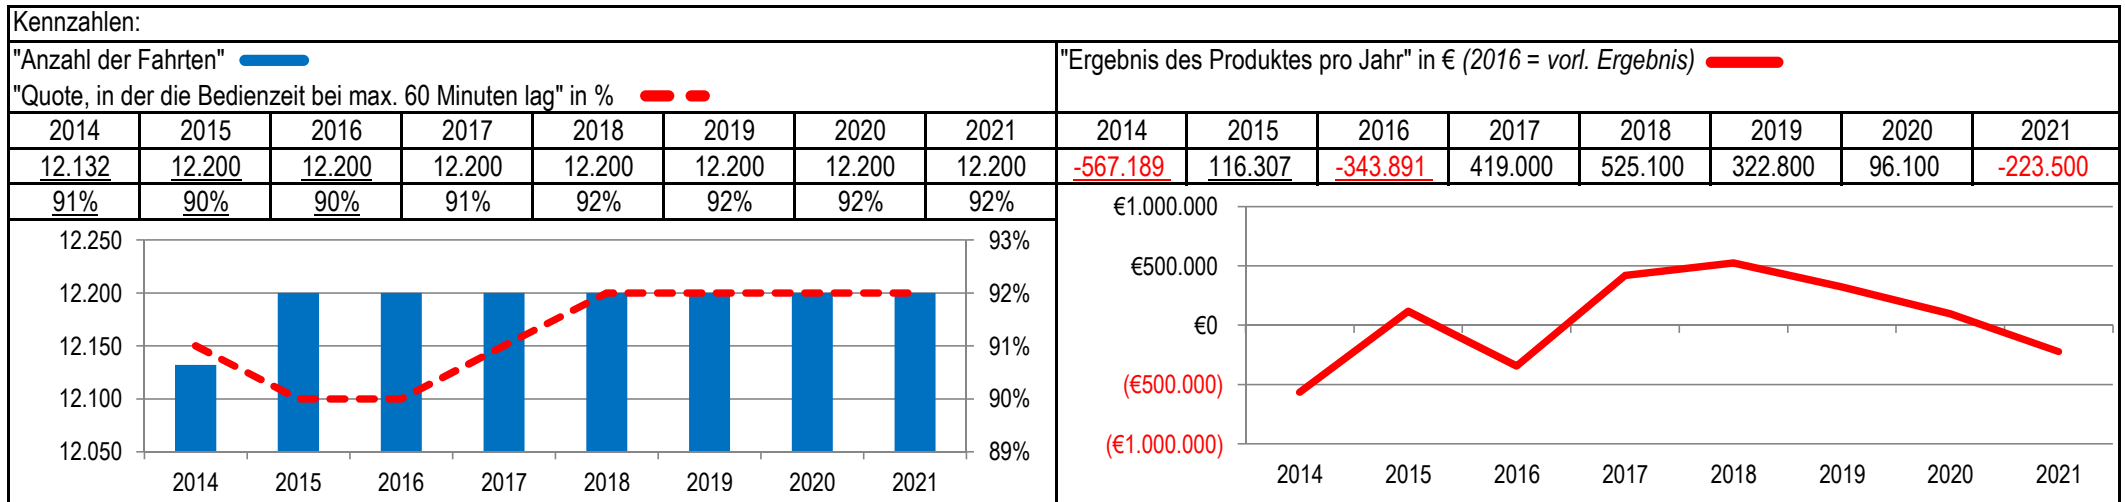 Kennzahlen:
"Anzahl der Fahrten"
"Quote, in der die Bedienzeit bei max. 60 Minuten lag" in %
2014 2015 2016 2017 2018 2019 2020 2021
12.132 12.200 12.200 12.200 12.200 12.200 12.200 12.200
91% 90% 90% 91% 92% 92% 92% 92%
12.250 93%
12.200 92%
12.150 91%
12.100 90%
12.050 89%
2014 2015 2016 2017 2018 2019 2020 2021
"Ergebnis des Produktes pro Jahr" in € (2016 = vorl. Ergebnis)
2014 2015 2016 2017 2018 2019 2020 2021
-567.189 116.307 -343.891 419.000 525.100 322.800 96.100 -223.500
€1.000.000
€500.000
€0
(€500.000)
(€1.000.000)
2014 2015 2016 2017 2018 2019 2020 2021